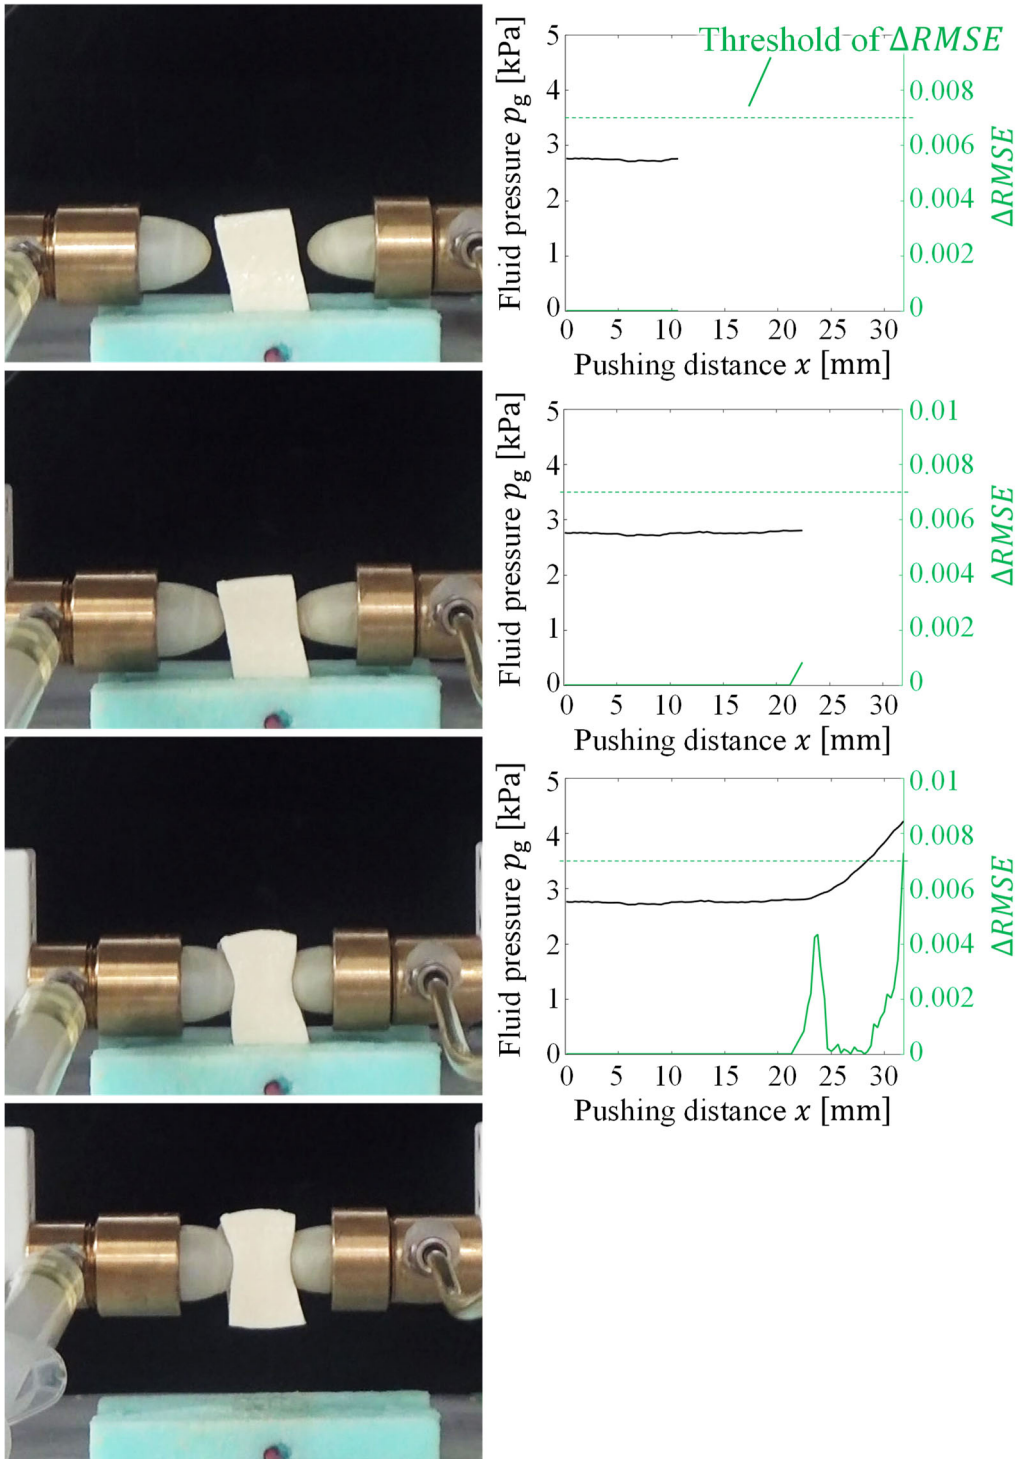 Threshold of ΔRMSE
Fluid pressure pg [kPa]
5
4
3
2
1
0
0.008
0.006
0.004
0.002
0
ΔRMSE
0 5 10 15 20 25 30
Pushing distance x [mm]
Fluid pressure pg [kPa]
5
4
3
2
1
0
0.01
0.008
0.006
0.004
0.002
0
ΔRMSE
0 5 10 15 20 25 30
Pushing distance x [mm]
Fluid pressure pg [kPa]
5
4
3
2
1
0
0.01
0.008
0.006
0.004
0.002
0
ΔRMSE
0 5 10 15 20 25 30
Pushing distance x [mm]